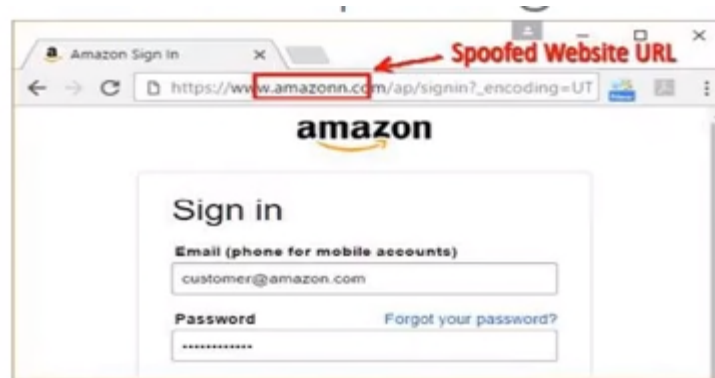 Amazon Sign In
Spoofed Website URL
https://www.amazonn.com/ap/signin?_encoding=UT
amazon
Sign in
Email (phone for mobile accounts)
customer@amazon.com
Password Forgot your password?
••••••••••••